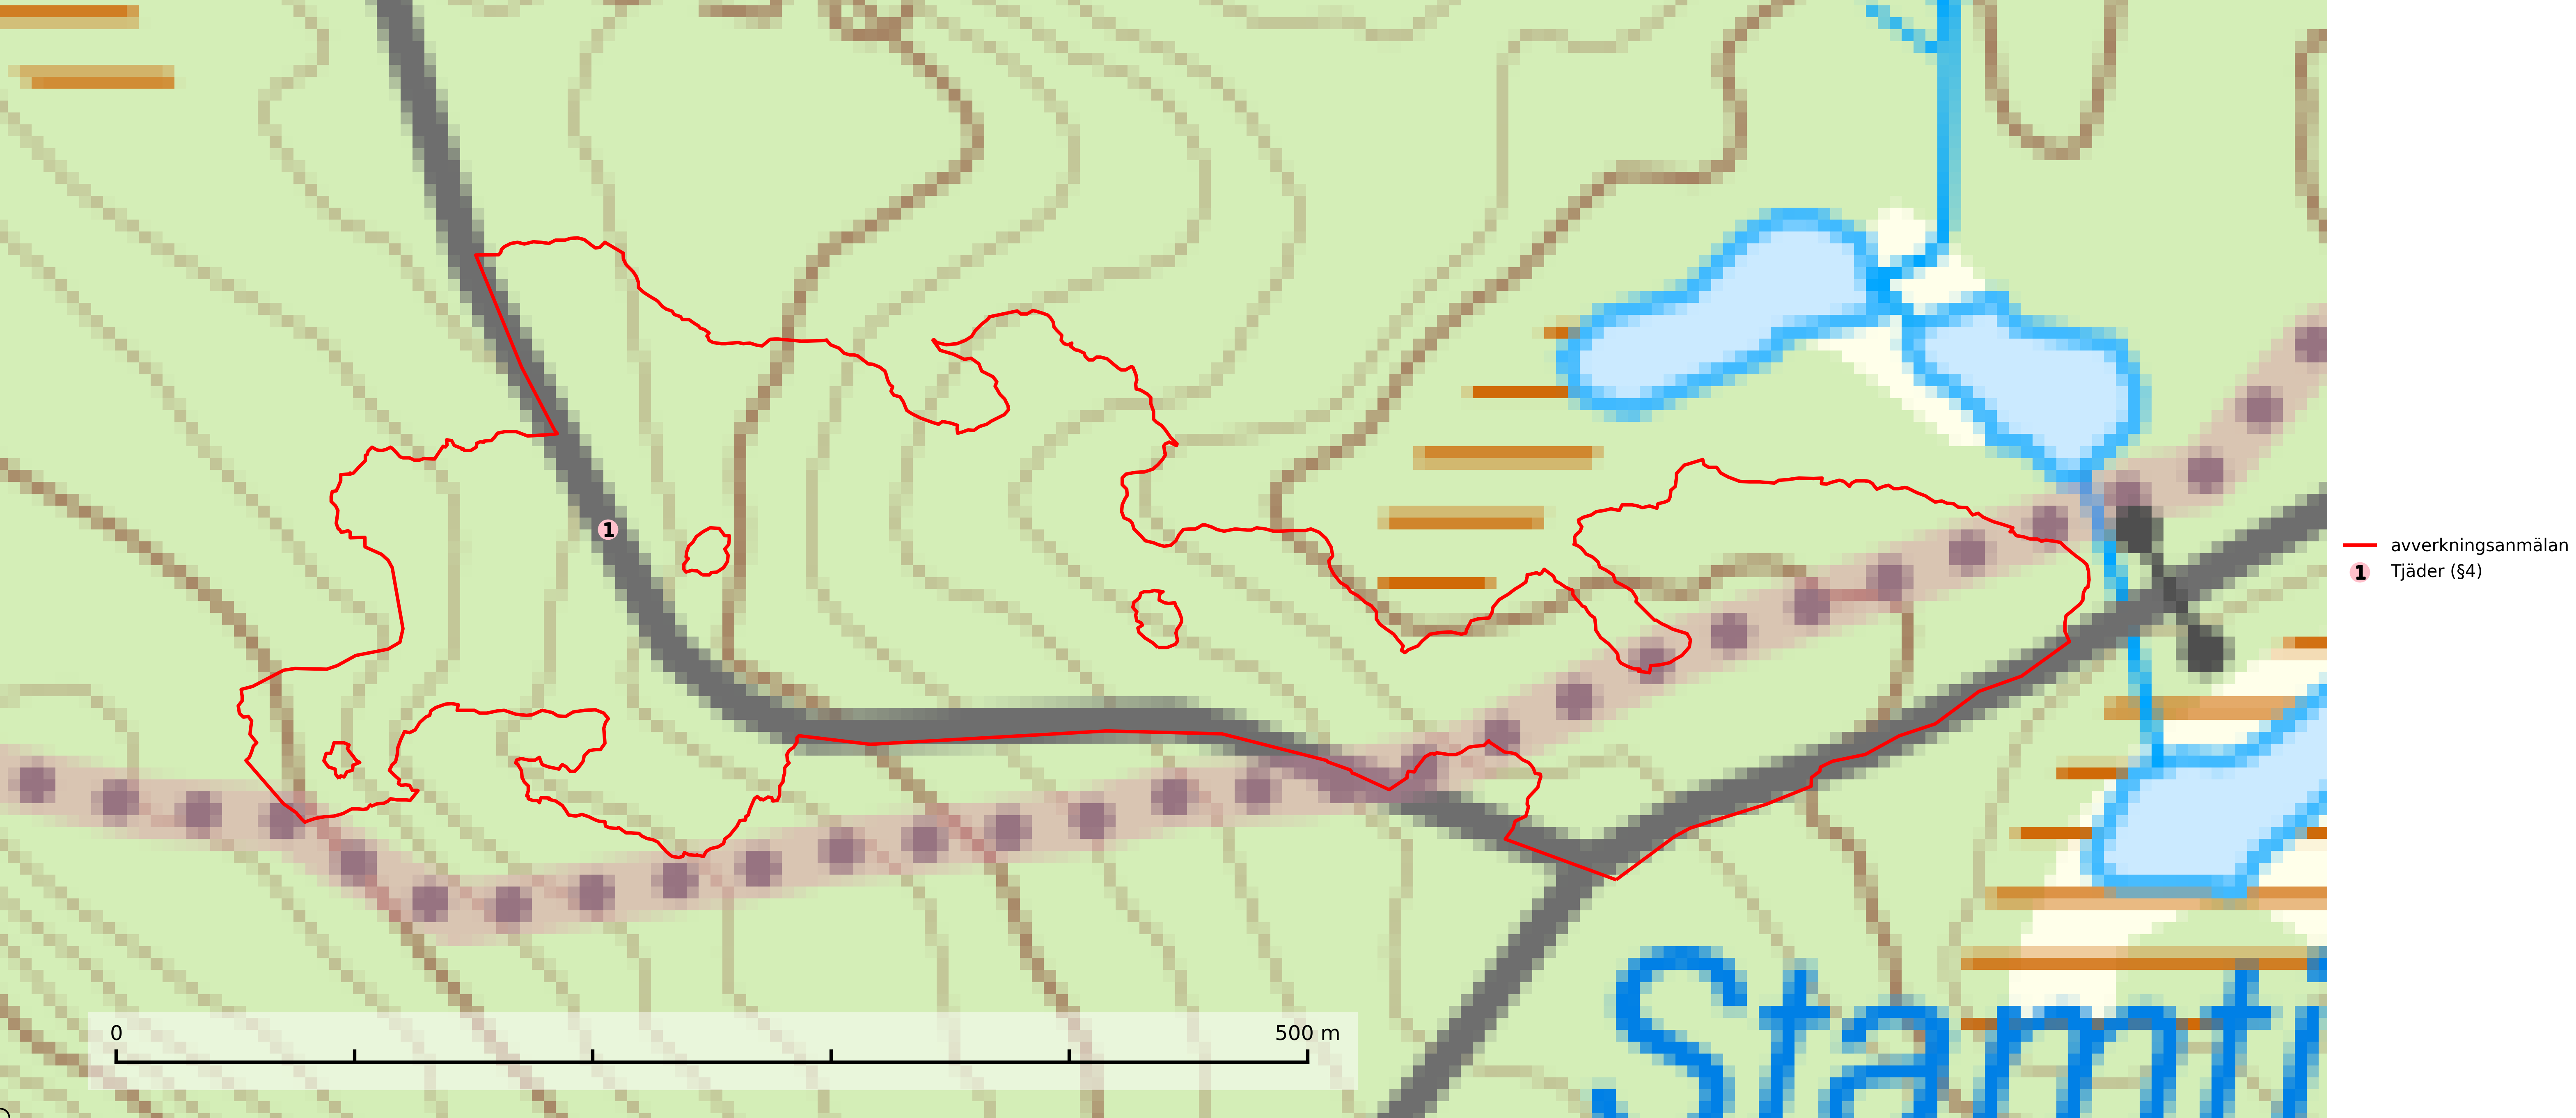 1
avverkningsanmälan
1 Tjäder (§4)
0 500 m